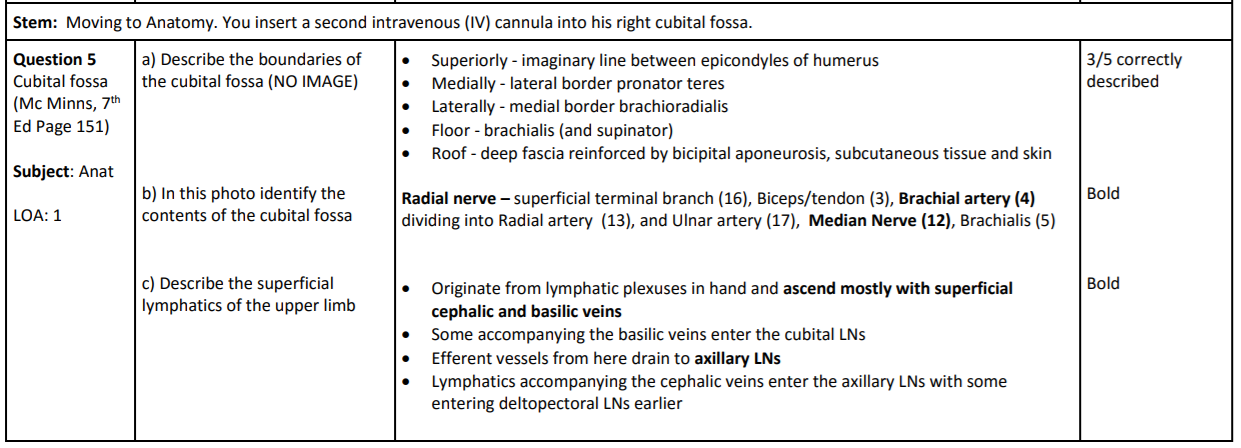 Stem: Moving to Anatomy. You insert a second intravenous (IV) cannula into his right cubital fossa.
Question 5
Cubital fossa
(Mc Minns, 7th
Ed Page 151)
Subject: Anat
LOA: 1
a) Describe the boundaries of
the cubital fossa (NO IMAGE)
• Superiorly - imaginary line between epicondyles of humerus
• Medially - lateral border pronator teres
• Laterally - medial border brachioradialis
• Floor - brachialis (and supinator)
• Roof - deep fascia reinforced by bicipital aponeurosis, subcutaneous tissue and skin
3/5 correctly
described
b) In this photo identify the
contents of the cubital fossa
Radial nerve – superficial terminal branch (16), Biceps/tendon (3), Brachial artery (4)
dividing into Radial artery (13), and Ulnar artery (17), Median Nerve (12), Brachialis (5)
Bold
c) Describe the superficial
lymphatics of the upper limb
• Originate from lymphatic plexuses in hand and ascend mostly with superficial
cephalic and basilic veins
• Some accompanying the basilic veins enter the cubital LNs
• Efferent vessels from here drain to axillary LNs
• Lymphatics accompanying the cephalic veins enter the axillary LNs with some
entering deltopectoral LNs earlier
Bold